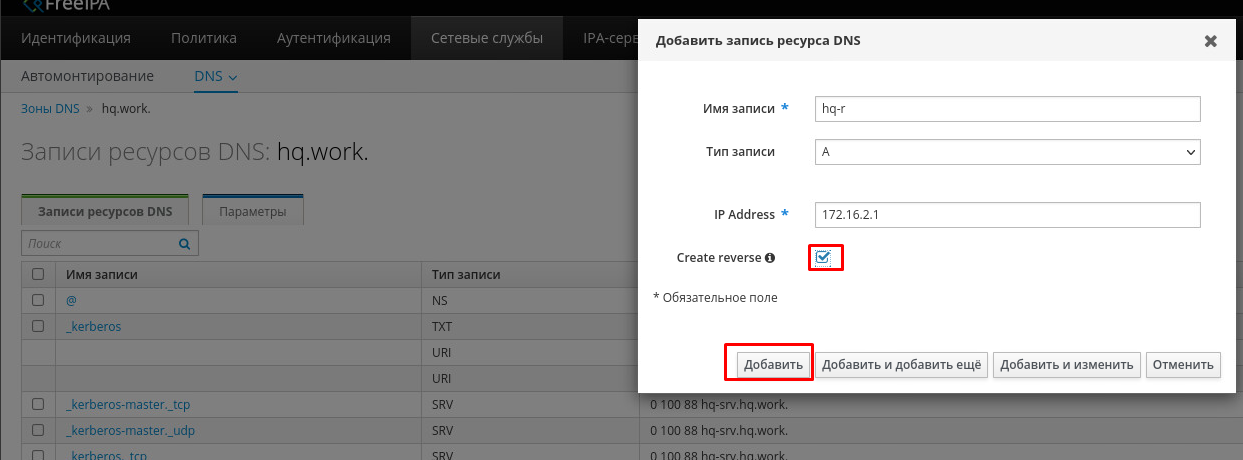 FreeIPA
Идентификация Политика Аутентификация Сетевые службы IPA-серв
Автомонтирование DNS
Зоны DNS » hq.work.
Записи ресурсов DNS: hq.work.
Записи ресурсов DNS Параметры
Поиск
Имя записи Тип записи
@ NS
_kerberos TXT
URI
URI
_kerberos-master._tcp SRV 0 100 88 hq-srv.hq.work.
_kerberos-master._udp SRV 0 100 88 hq-srv.hq.work.
_kerberos._tcp SRV 0 100 88 hq-srv.hq.work.
Добавить запись ресурса DNS
Имя записи * hq-r
Тип записи A
IP Address * 172.16.2.1
Create reverse
* Обязательное поле
Добавить Добавить и добавить ещё Добавить и изменить Отменить